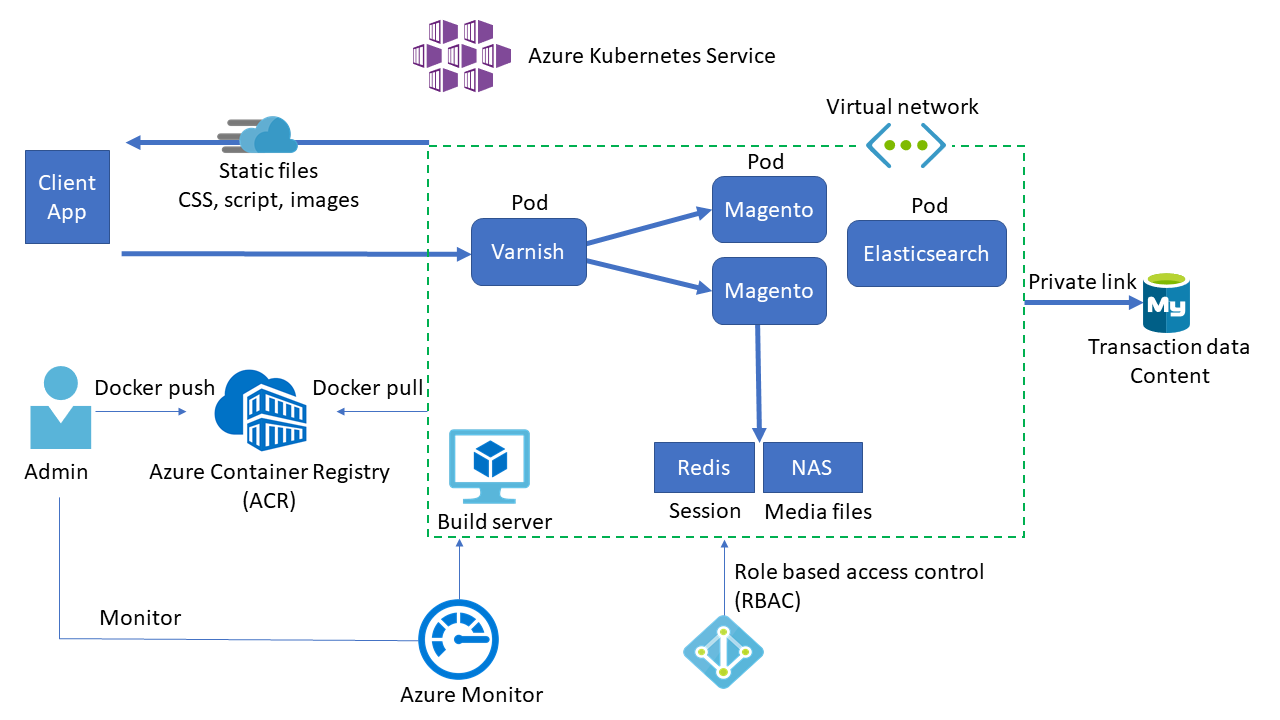 Azure Kubernetes Service
Virtual network
Static files
CSS, script, images
Client
App
Pod
Varnish
Pod
Magento
Magento
Pod
Elasticsearch
Private link
My
Transaction data
Content
Docker push
Docker pull
Admin
Azure Container Registry
(ACR)
Build server
Redis
NAS
Session
Media files
Role based access control
(RBAC)
Monitor
Azure Monitor